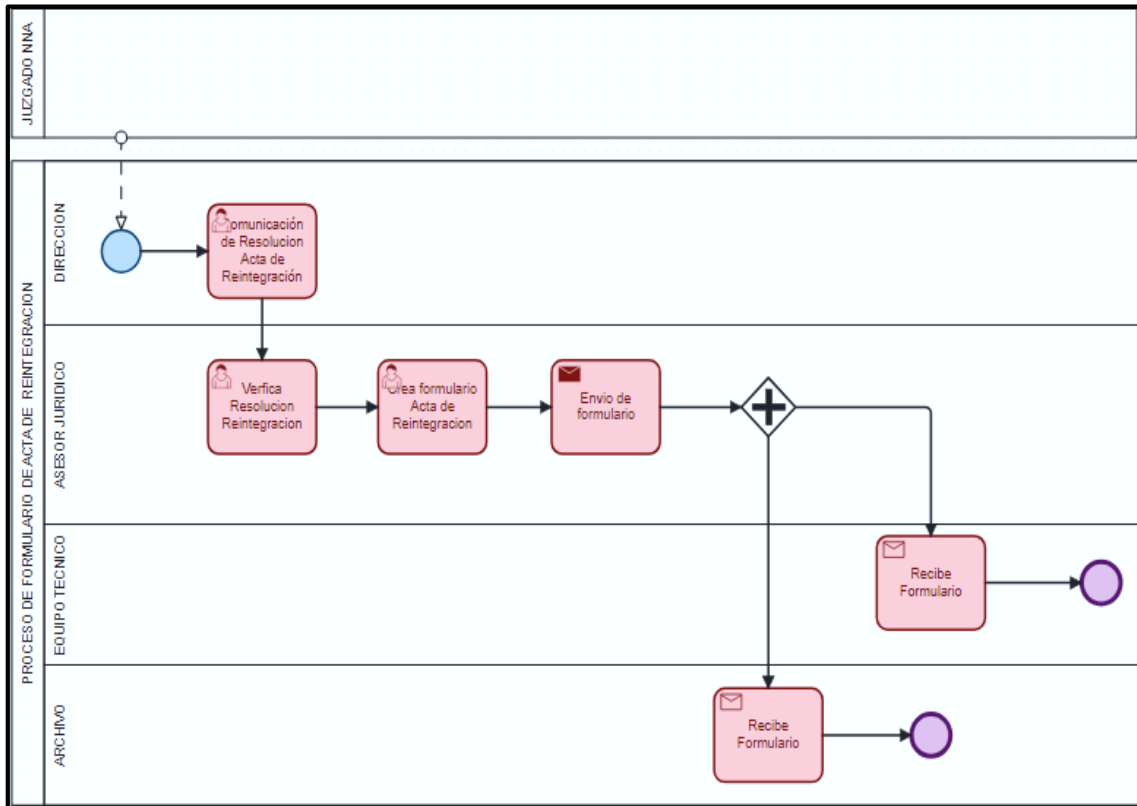 JUZGADO NNA
PROCESO DE FORMULARIO DE ACTA DE REINTEGRACION
DIRECCION
omunicación
de Resolucion
Acta de
Reintegración
ASESOR JURIDICO
Verfica
Resolucion
Reintegracion
Crea formulario
Acta de
Reintegracion
Envio de
formulario
EQUIPO TECNICO
Recibe
Formulario
ARCHIVO
Recibe
Formulario